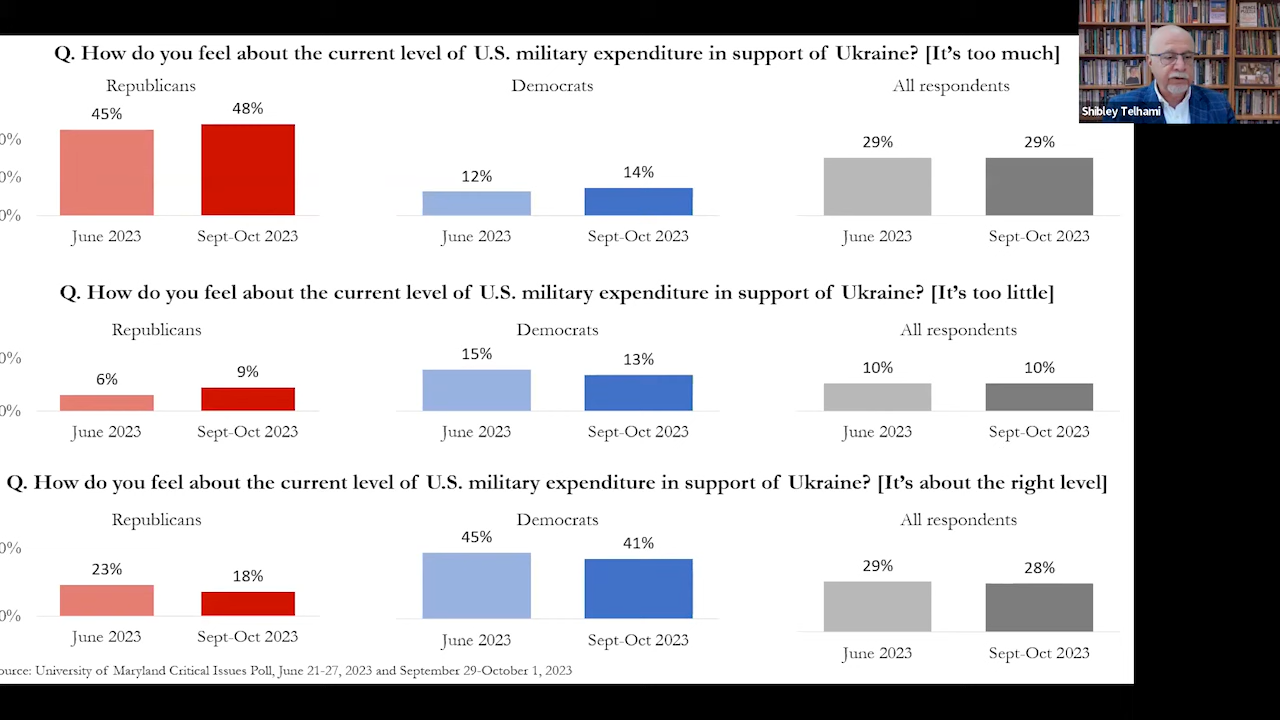 Q. How do you feel about the current level of U.S. military expenditure in support of Ukraine? [It's too much]
Republicans
Democrats
All respondents
45%
48%
12%
14%
29%
29%
0%
0%
0%
June 2023
Sept-Oct 2023
June 2023
Sept-Oct 2023
June 2023
Sept-Oct 2023
Shibley Telhami
Q. How do you feel about the current level of U.S. military expenditure in support of Ukraine? [It's too little]
Republicans
Democrats
All respondents
6%
9%
15%
13%
10%
10%
0%
0%
June 2023
Sept-Oct 2023
June 2023
Sept-Oct 2023
June 2023
Sept-Oct 2023
Q. How do you feel about the current level of U.S. military expenditure in support of Ukraine? [It's about the right level]
Republicans
Democrats
All respondents
23%
18%
45%
41%
29%
28%
0%
0%
June 2023
Sept-Oct 2023
June 2023
Sept-Oct 2023
June 2023
Sept-Oct 2023
ource: University of Maryland Critical Issues Poll, June 21-27, 2023 and September 29-October 1, 2023